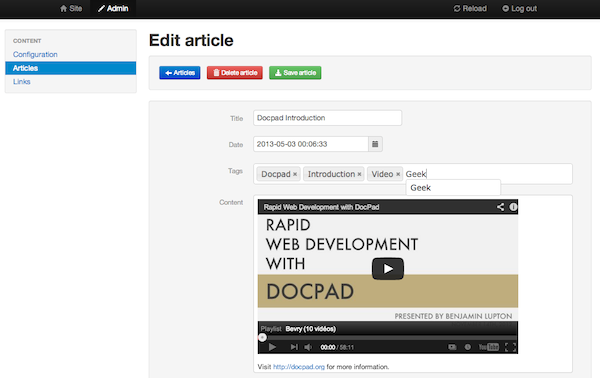 Site Admin Reload Log out
CONTENT
Configuration
Articles
Links
Edit article
Articles Delete article Save article
Title Docpad Introduction
Date 2013-05-03 00:06:33
Tags Docpad × Introduction × Video × Geek
Geek
Content
Rapid Web Development with DocPad
RAPID
WEB DEVELOPMENT
WITH
DOCPAD
PRESENTED BY BENJAMIN LUPTON
Playlist Bevry (10 vidéos)
00:00 / 58:11 YouTube
Visit http://docpad.org for more information.